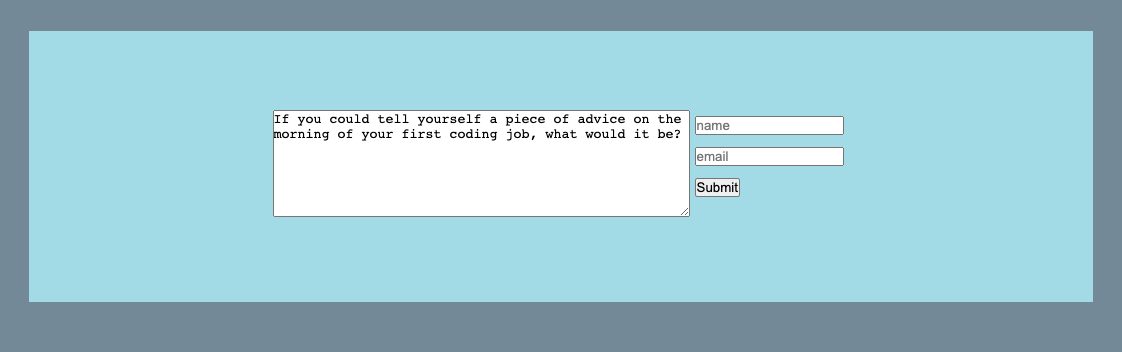 If you could tell yourself a piece of advice on the
morning of your first coding job, what would it be?
name
email
Submit